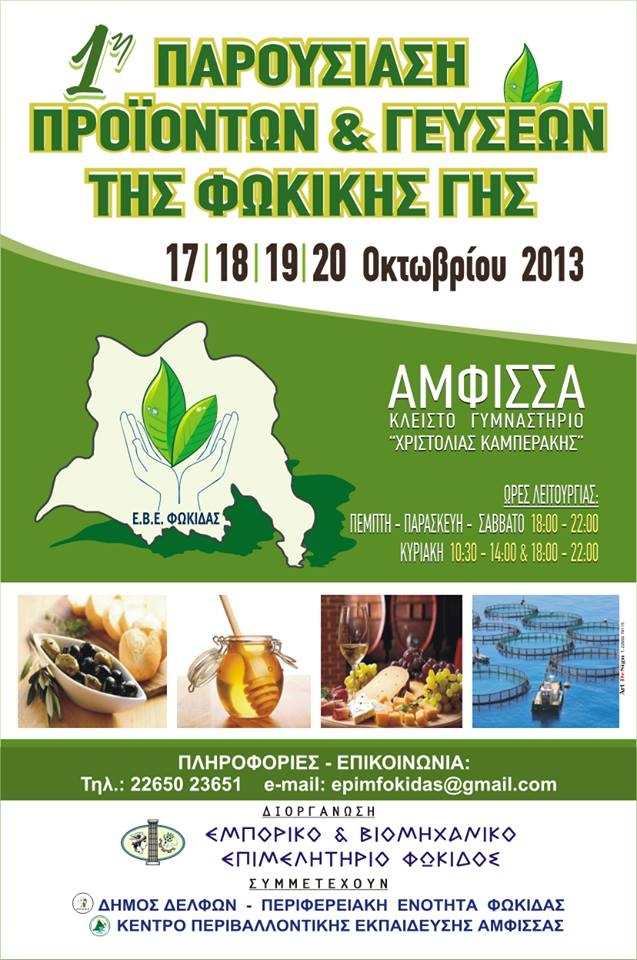 1η ΠΑΡΟΥΣΙΑΣΗ
ΠΡΟΪΟΝΤΩΝ & ΓΕΥΣΕΩΝ
ΤΗΣ ΦΩΚΙΚΗΣ ΓΗΣ
17|18|19|20 Οκτωβρίου 2013
ΑΜΦΙΣΣΑ
ΚΛΕΙΣΤΟ ΓΥΜΝΑΣΤΗΡΙΟ
"ΧΡΙΣΤΟΛΙΑΣ ΚΑΜΠΕΡΑΚΗΣ"
Ε.Β.Ε. ΦΩΚΙΔΑΣ
ΩΡΕΣ ΛΕΙΤΟΥΡΓΙΑΣ:
ΠΕΜΠΤΗ - ΠΑΡΑΣΚΕΥΗ - ΣΑΒΒΑΤΟ 18:00 - 22:00
ΚΥΡΙΑΚΗ 10:30 - 14:00 & 18:00 - 22:00
Art DeSign
ΠΛΗΡΟΦΟΡΙΕΣ - ΕΠΙΚΟΙΝΩΝΙΑ:
Τηλ.: 22650 23651 e-mail: epimfokidas@gmail.com
ΔΙΟΡΓΑΝΩΣΗ
ΕΜΠΟΡΙΚΟ & ΒΙΟΜΗΧΑΝΙΚΟ
ΕΠΙΜΕΛΗΤΗΡΙΟ ΦΩΚΙΔΟΣ
ΣΥΜΜΕΤΕΧΟΥΝ
ΔΗΜΟΣ ΔΕΛΦΩΝ - ΠΕΡΙΦΕΡΕΙΑΚΗ ΕΝΟΤΗΤΑ ΦΩΚΙΔΑΣ
ΚΕΝΤΡΟ ΠΕΡΙΒΑΛΛΟΝΤΙΚΗΣ ΕΚΠΑΙΔΕΥΣΗΣ ΑΜΦΙΣΣΑΣ